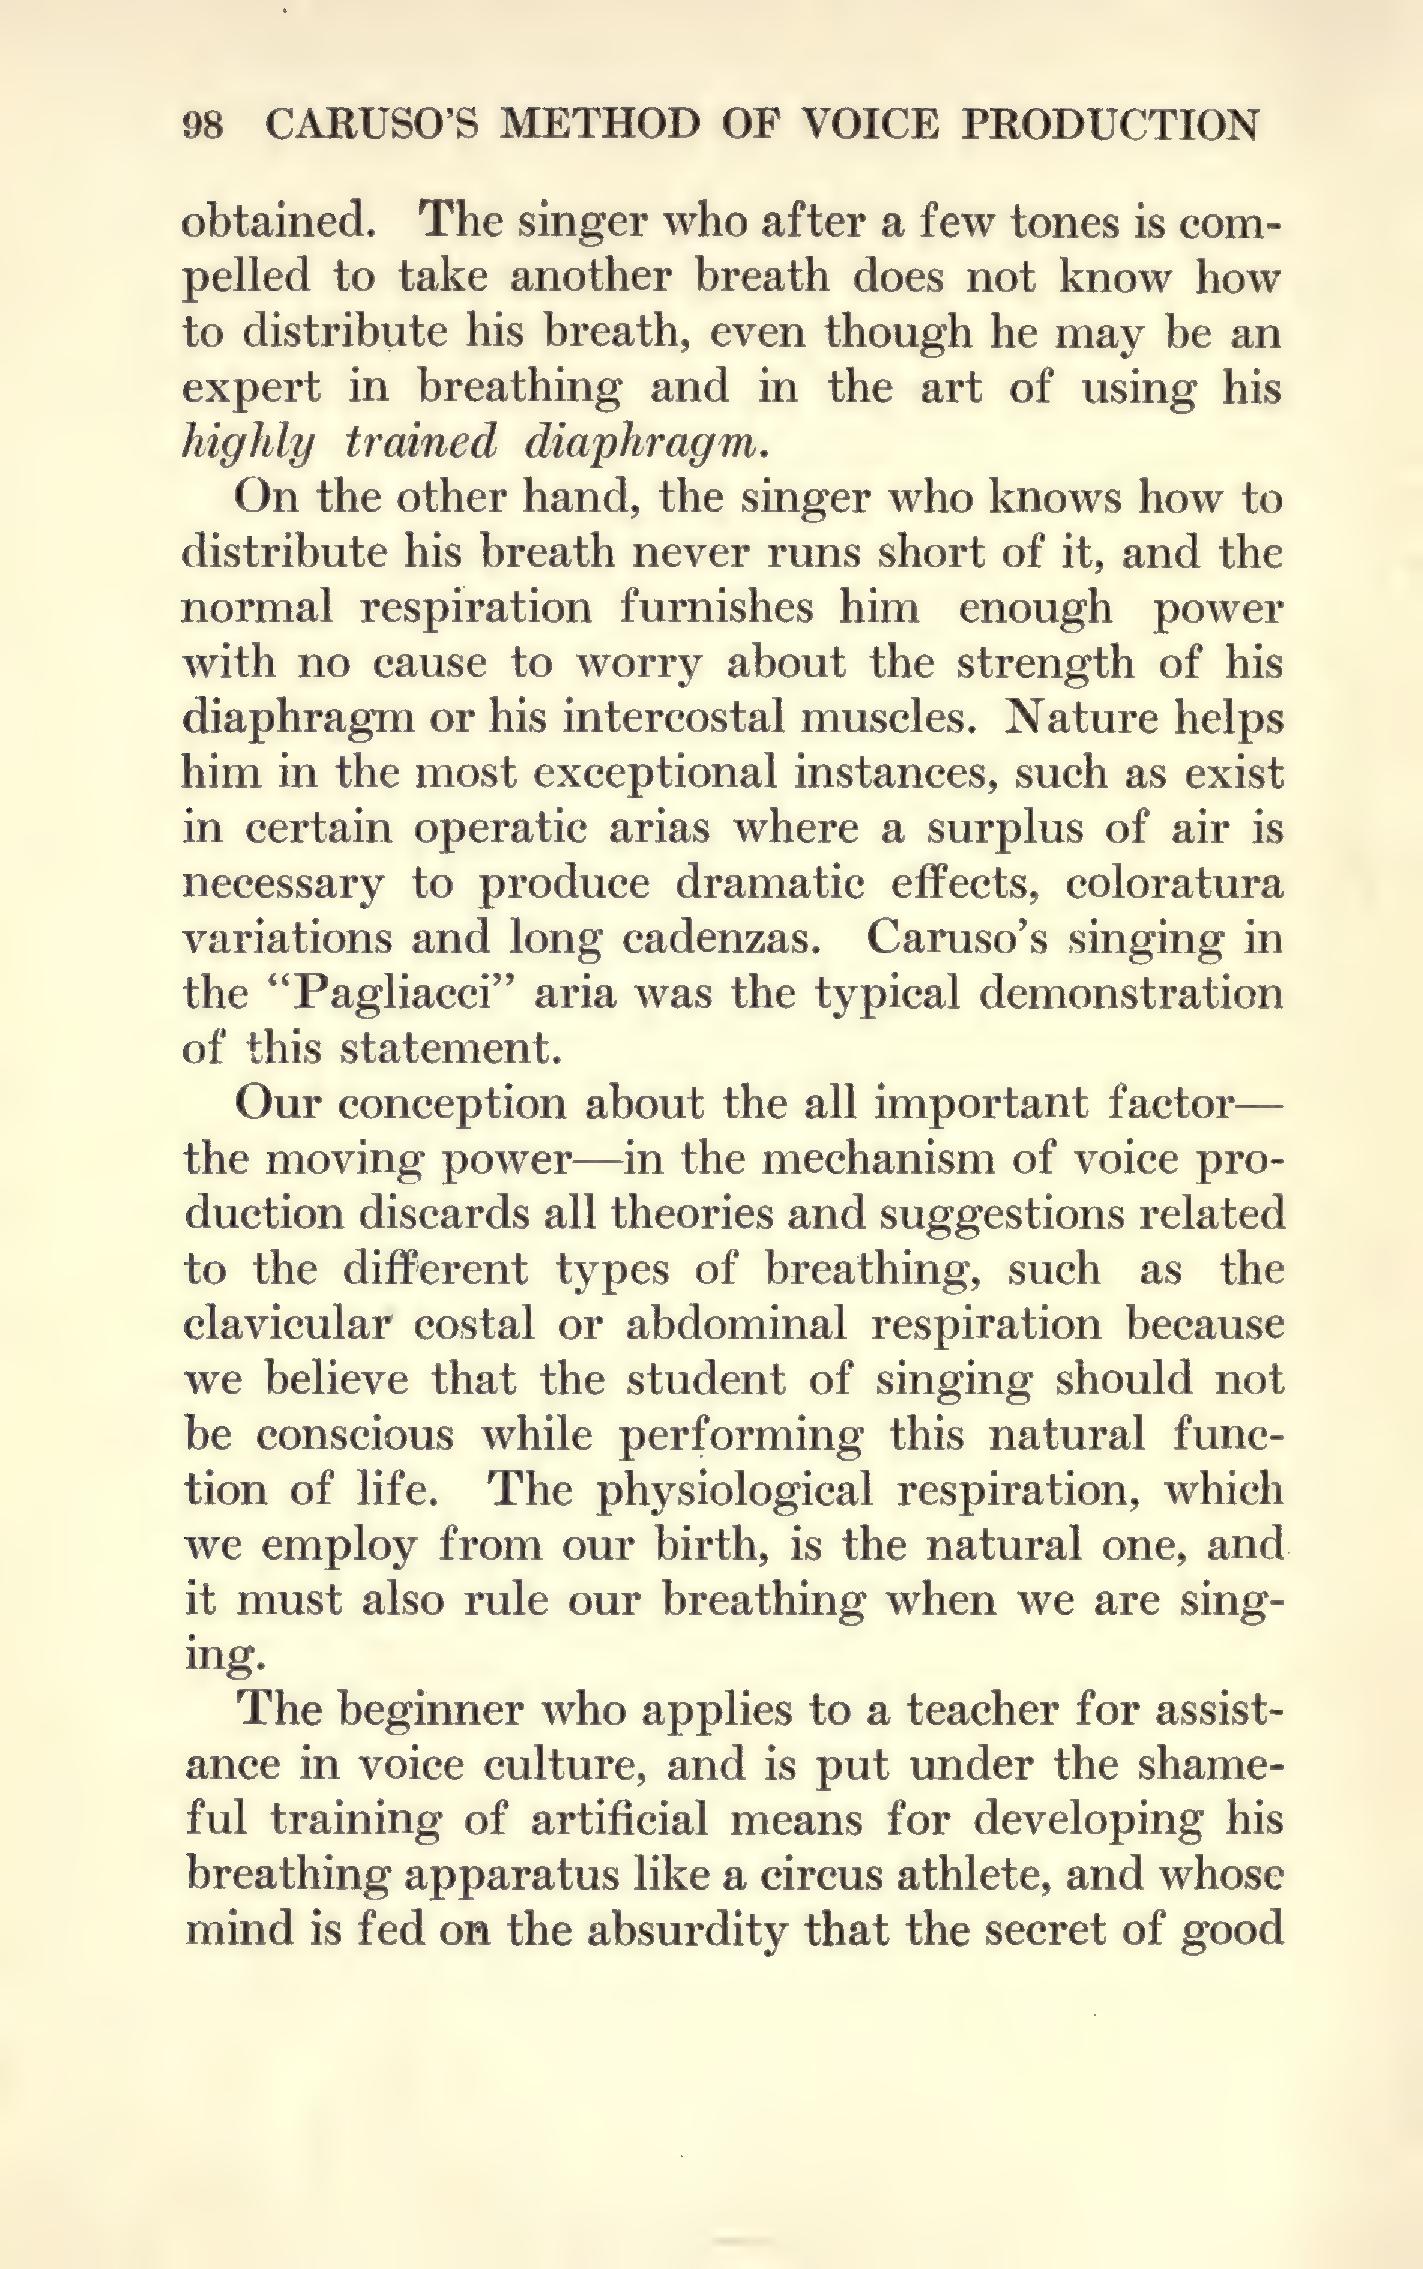 98 CARUSO'S METHOD OF VOICE PRODUCTION
obtained. The singer who after a few tones is com-
pelled to take another breath does not know how
to distribute his breath, even though he may be an
expert in breathing and in the art of using his
highly trained diaphragm.
On the other hand, the singer who knows how to
distribute his breath never runs short of it, and the
normal respiration furnishes him enough power
with no cause to worry about the strength of his
diaphragm or his intercostal muscles. Nature helps
him in the most exceptional instances, such as exist
in certain operatic arias where a surplus of air is
necessary to produce dramatic effects, coloratura
variations and long cadenzas. Caruso's singing in
the "Pagliacci" aria was the typical demonstration
of this statement.
Our conception about the all important factor—
the moving power—in the mechanism of voice pro-
duction discards all theories and suggestions related
to the different types of breathing, such as the
clavicular costal or abdominal respiration because
we believe that the student of singing should not
be conscious while performing this natural func-
tion of life. The physiological respiration, which
we employ from our birth, is the natural one, and
it must also rule our breathing when we are sing-
ing.
The beginner who applies to a teacher for assist-
ance in voice culture, and is put under the shame-
ful training of artificial means for developing his
breathing apparatus like a circus athlete, and whose
mind is fed on the absurdity that the secret of good